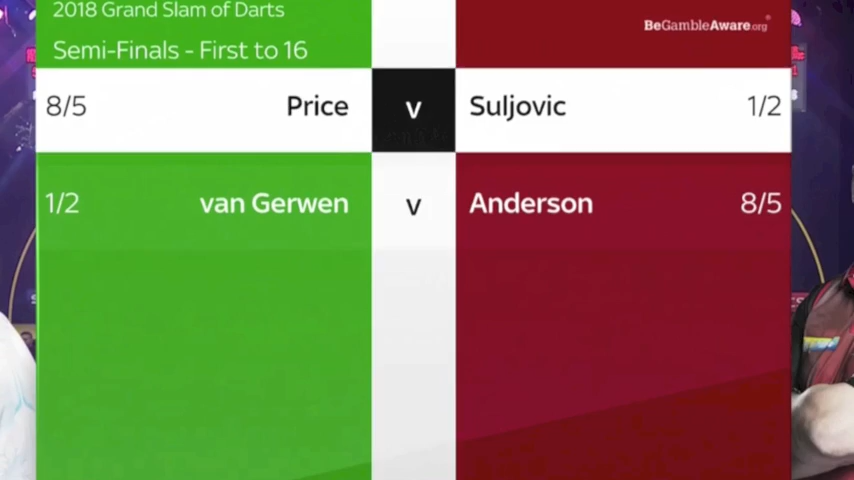 2018 Grand Slam of Darts
BeGambleAware.org
Semi-Finals - First to 16
8/5 Price v Suljovic 1/2
1/2 van Gerwen v Anderson 8/5